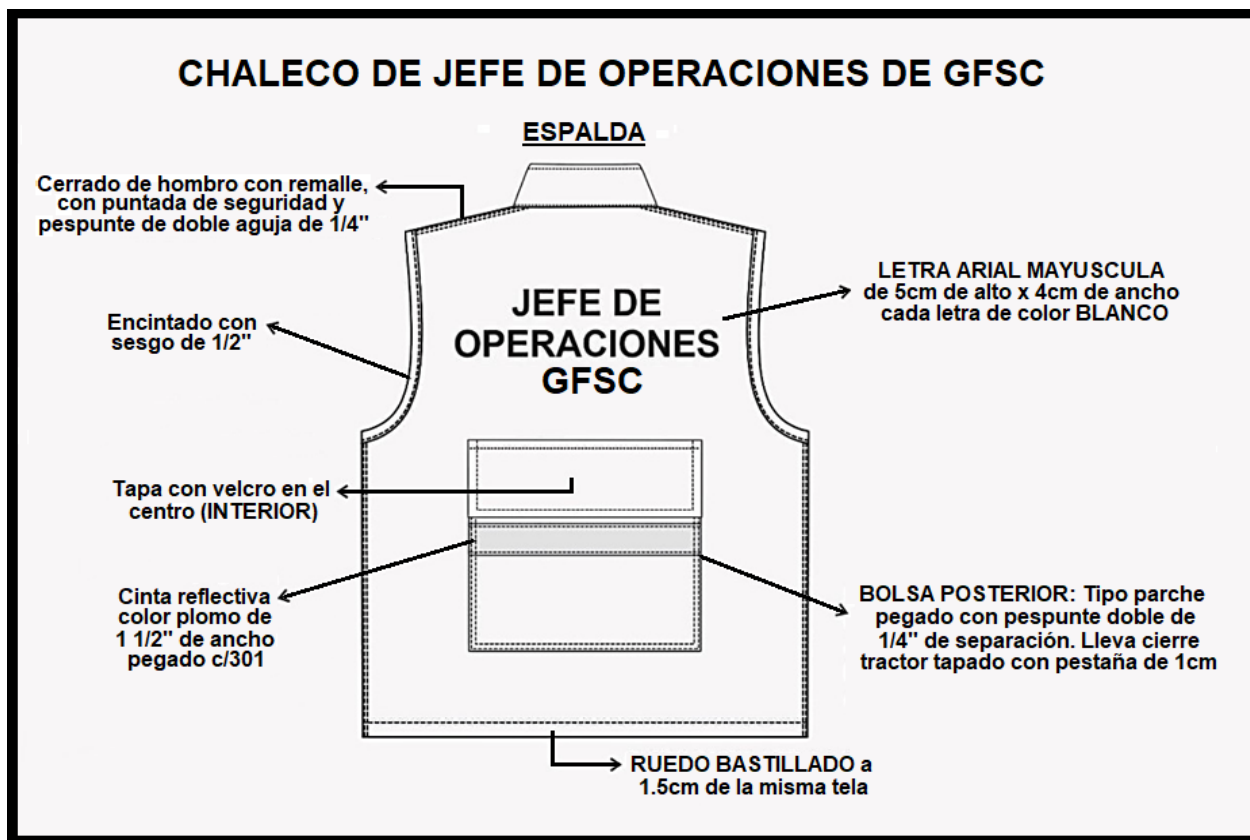 CHALECO DE JEFE DE OPERACIONES DE GFSC
ESPALDA
Cerrado de hombro con remalle,
con puntada de seguridad y
pespunte de doble aguja de 1/4"
LETRA ARIAL MAYUSCULA
de 5cm de alto x 4cm de ancho
cada letra de color BLANCO
JEFE DE
OPERACIONES
GFSC
Encintado con
sesgo de 1/2"
Tapa con velcro en el
centro (INTERIOR)
Cinta reflectiva
color plomo de
1 1/2" de ancho
pegado c/301
BOLSA POSTERIOR: Tipo parche
pegado con pespunte doble de
1/4" de separación. Lleva cierre
tractor tapado con pestaña de 1cm
RUEDO BASTILLADO a
1.5cm de la misma tela